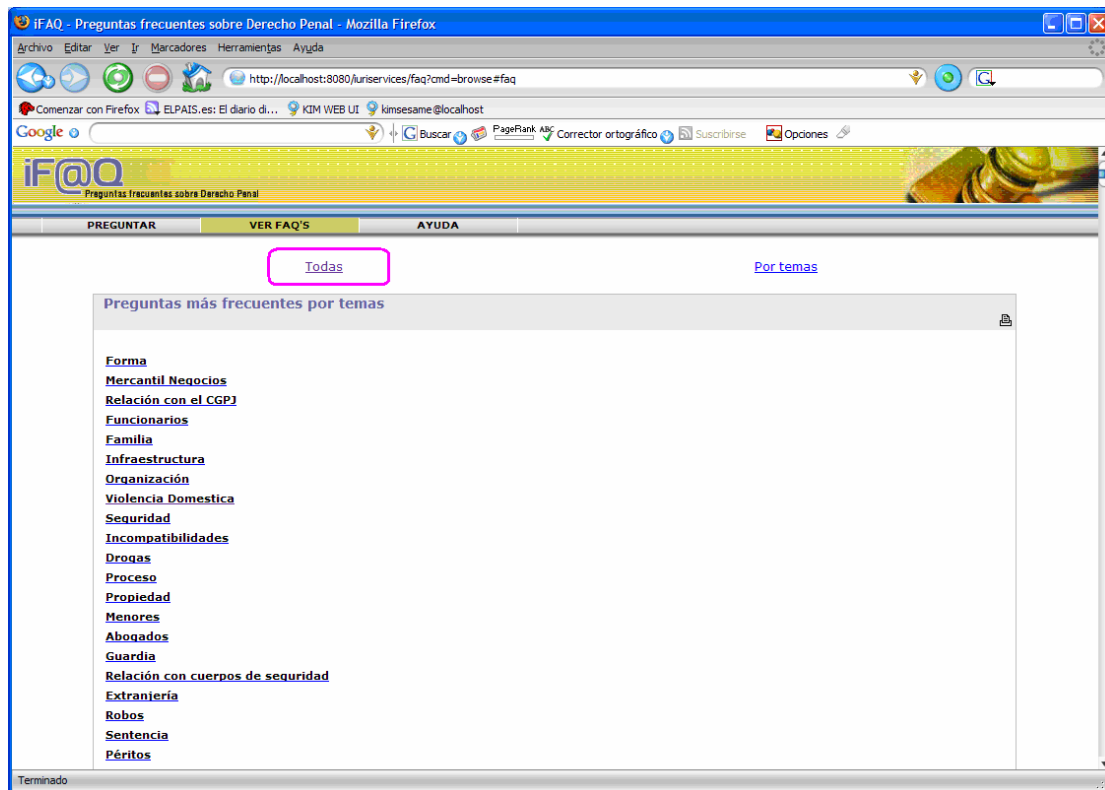 iFAQ - Preguntas frecuentes sobre Derecho Penal - Mozilla Firefox
Archivo Editar Ver Ir Marcadores Herramientas Ayuda
http://localhost:8080/iuriservices/faq?cmd=browse#faq
Comenzar con Firefox ELPAIS.es: El diario di... KIM WEB UI kimsesame@localhost
Google Buscar PageRank ABC Corrector ortográfico Suscribirse Opciones
iF@Q
Preguntas frecuentes sobre Derecho Penal
PREGUNTAR VER FAQ'S AYUDA
Todas Por temas
Preguntas más frecuentes por temas
Forma
Mercantil Negocios
Relación con el CGPJ
Funcionarios
Familia
Infraestructura
Organización
Violencia Domestica
Seguridad
Incompatibilidades
Drogas
Proceso
Propiedad
Menores
Abogados
Guardia
Relación con cuerpos de seguridad
Extranjería
Robos
Sentencia
Péritos
Terminado